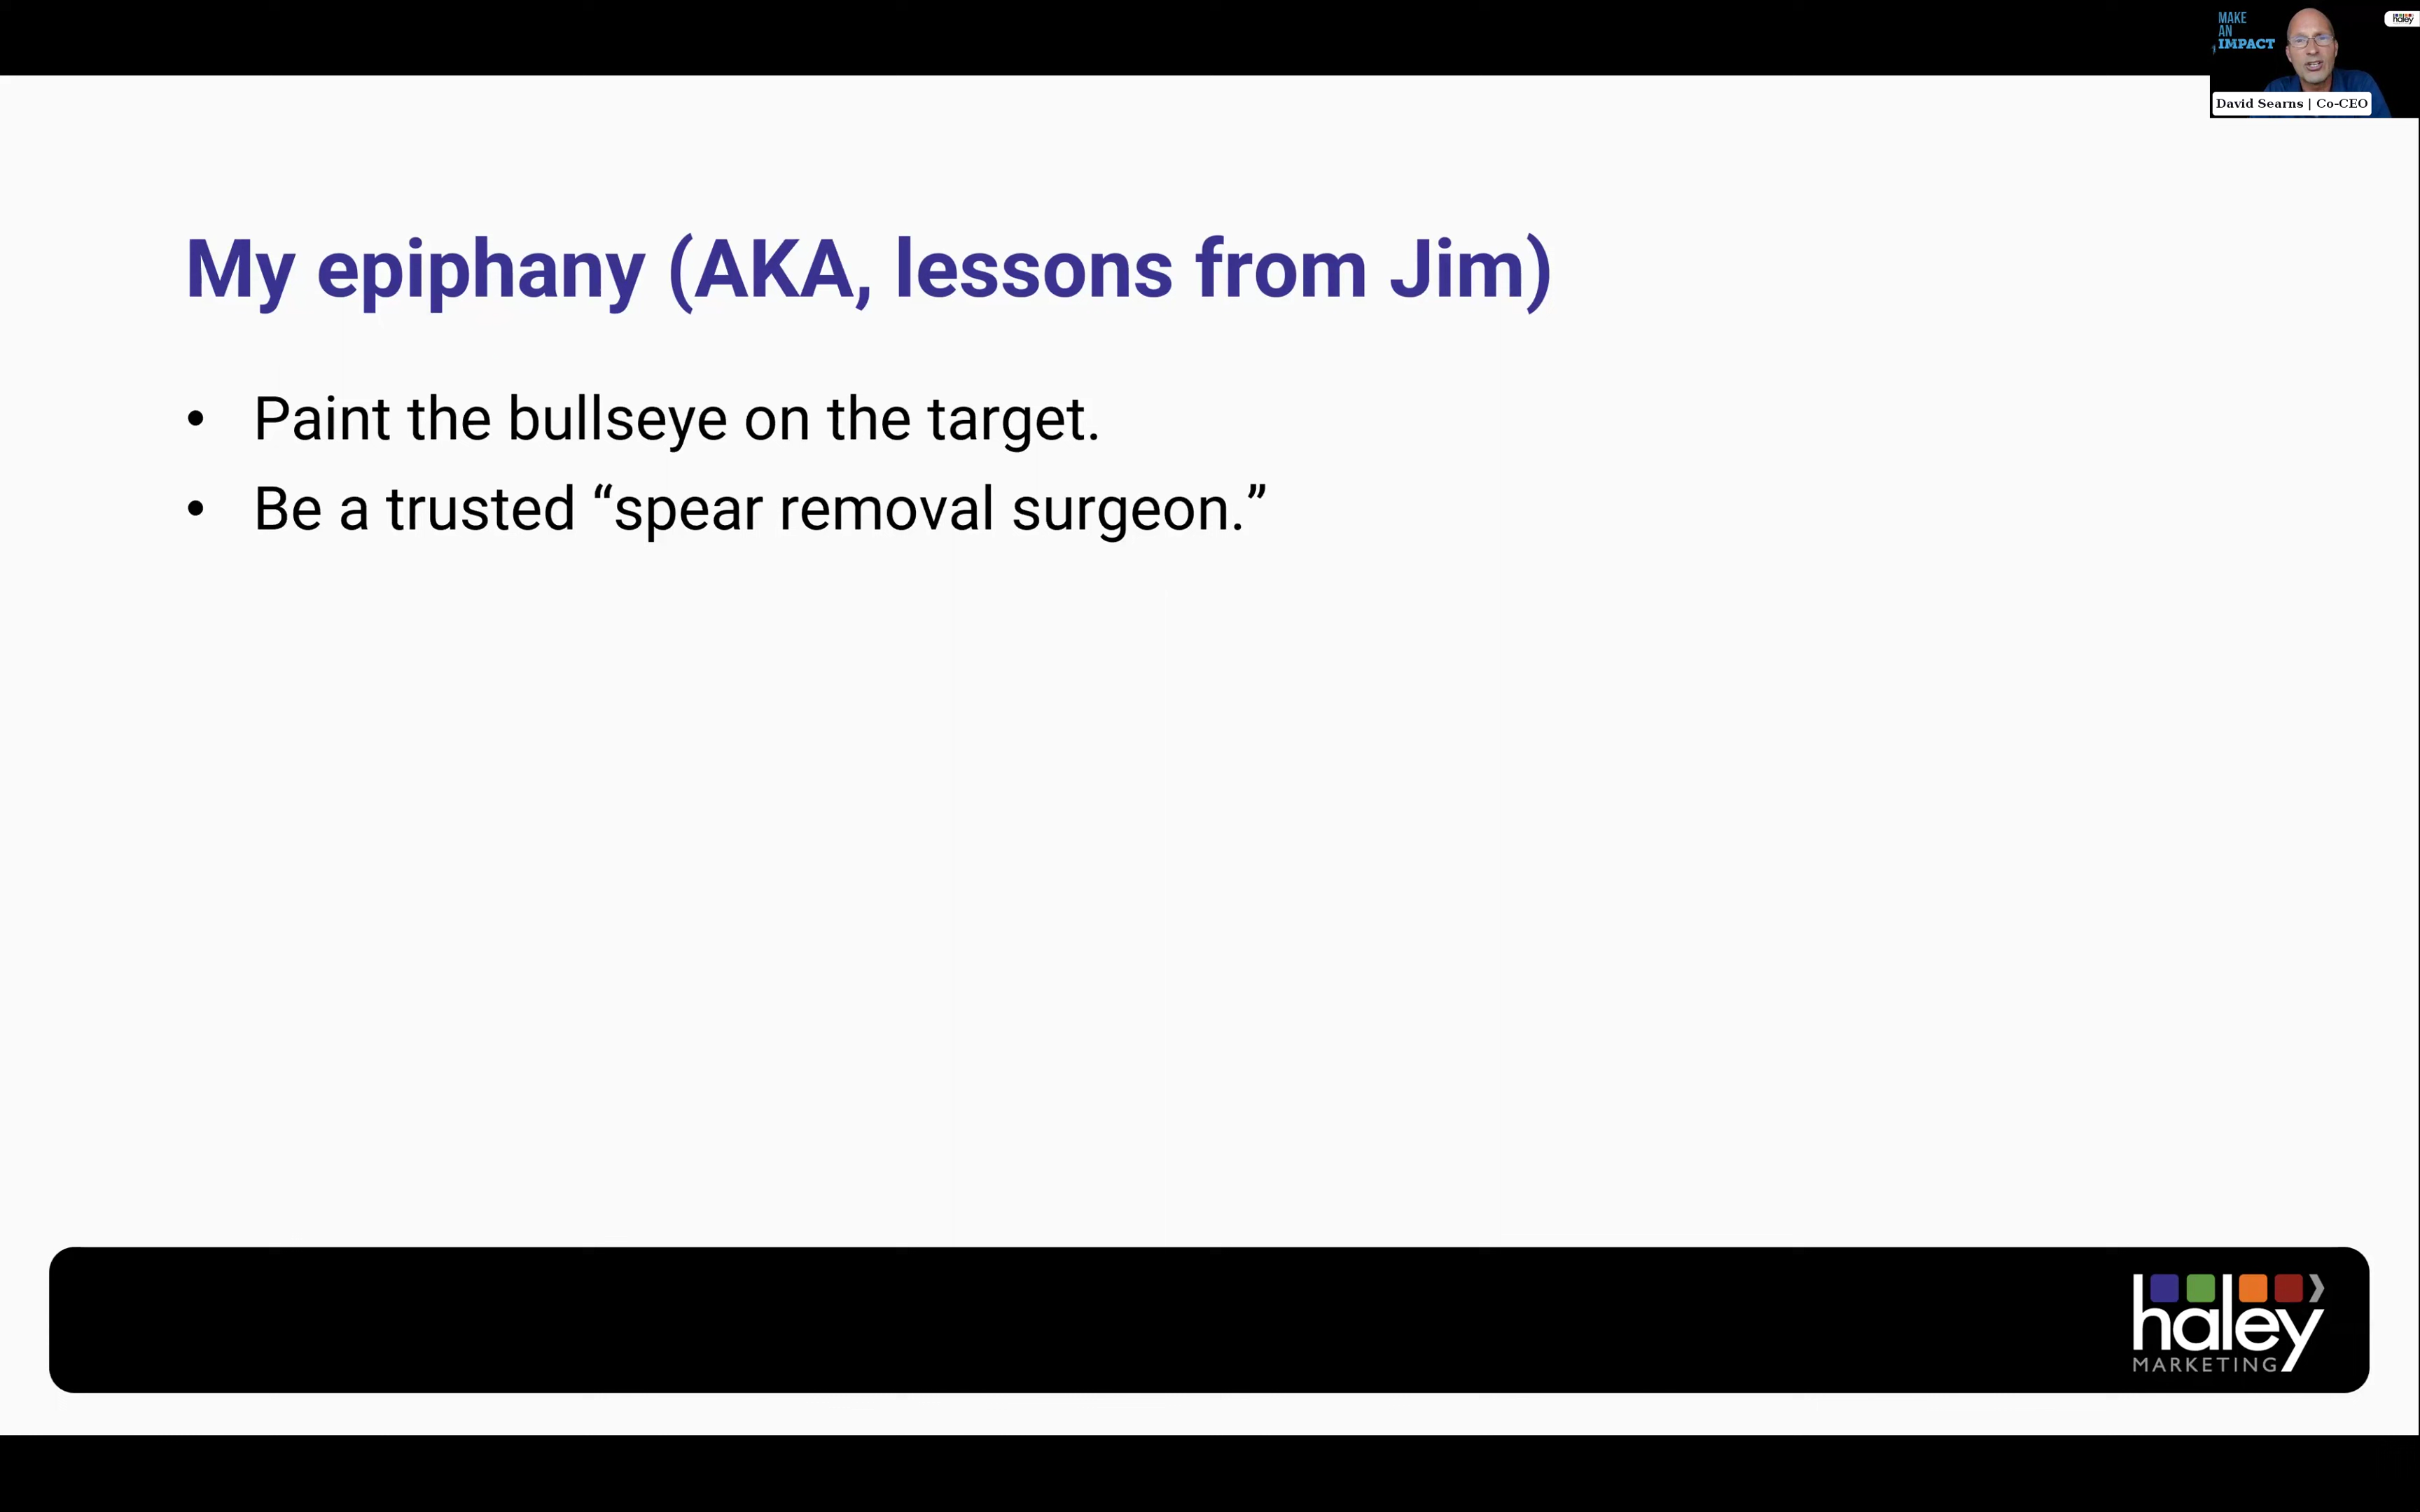 MAKE
AN
IMPACT
haley
David Searns | Co-CEO
My epiphany (AKA, lessons from Jim)
• Paint the bullseye on the target.
• Be a trusted “spear removal surgeon.”
haley
MARKETING